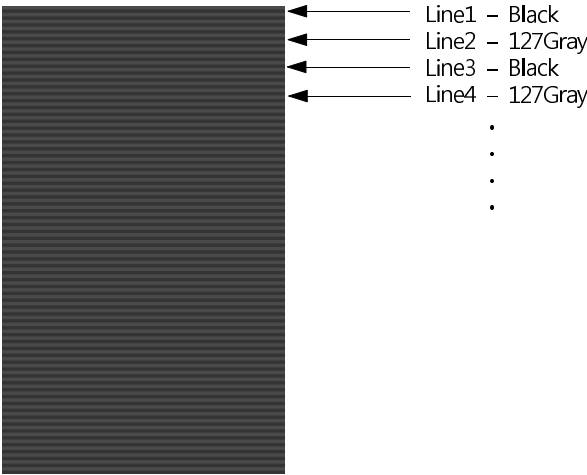 Line1 – Black
Line2 – 127Gray
Line3 – Black
Line4 – 127Gray